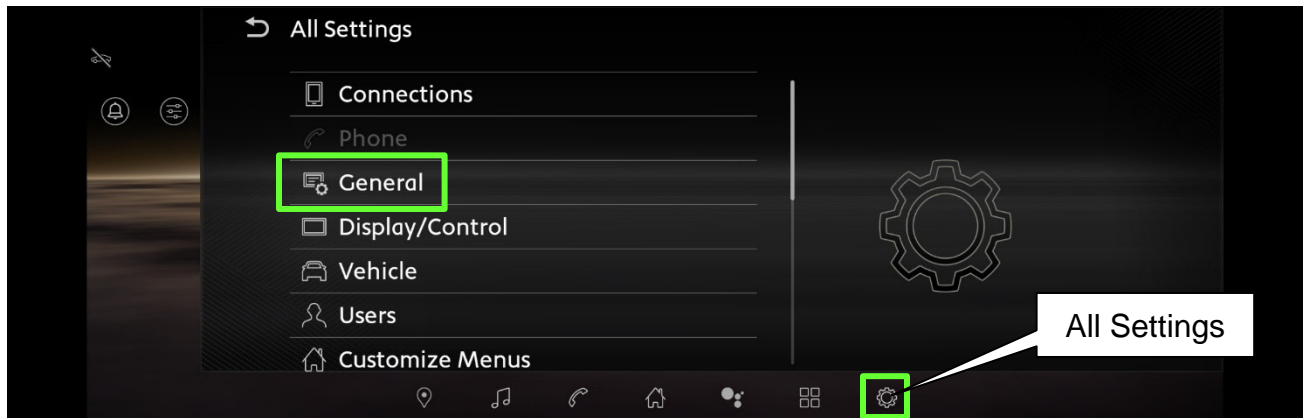 All Settings
Connections
Phone
General
Display/Control
Vehicle
Users
Customize Menus
All Settings